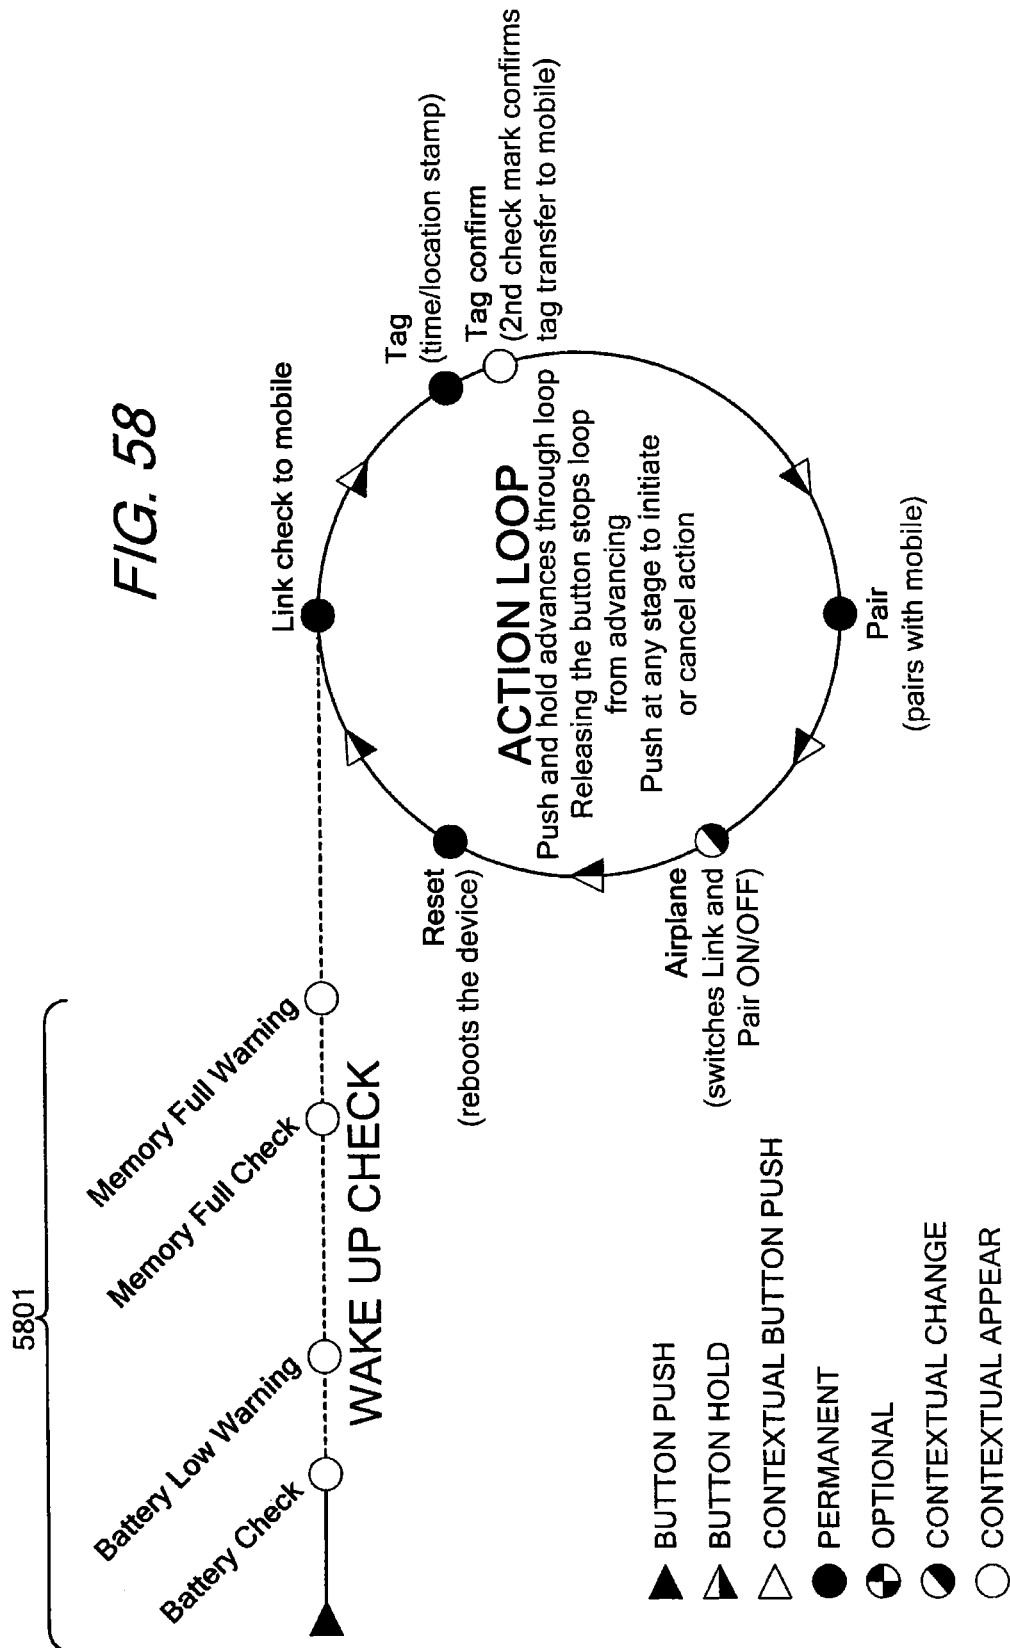 FIG. 58
5801
Battery Check
Battery Low Warning
Memory Full Check
Memory Full Warning
WAKE UP CHECK
Link check to mobile
Tag
(time/location stamp)
Tag confirm
(2nd check mark confirms
tag transfer to mobile)
ACTION LOOP
Push and hold advances through loop
Releasing the button stops loop
from advancing
Push at any stage to initiate
or cancel action
Pair
(pairs with mobile)
Airplane
(switches Link and
Pair ON/OFF)
Reset
(reboots the device)
BUTTON PUSH
BUTTON HOLD
CONTEXTUAL BUTTON PUSH
PERMANENT
OPTIONAL
CONTEXTUAL CHANGE
CONTEXTUAL APPEAR